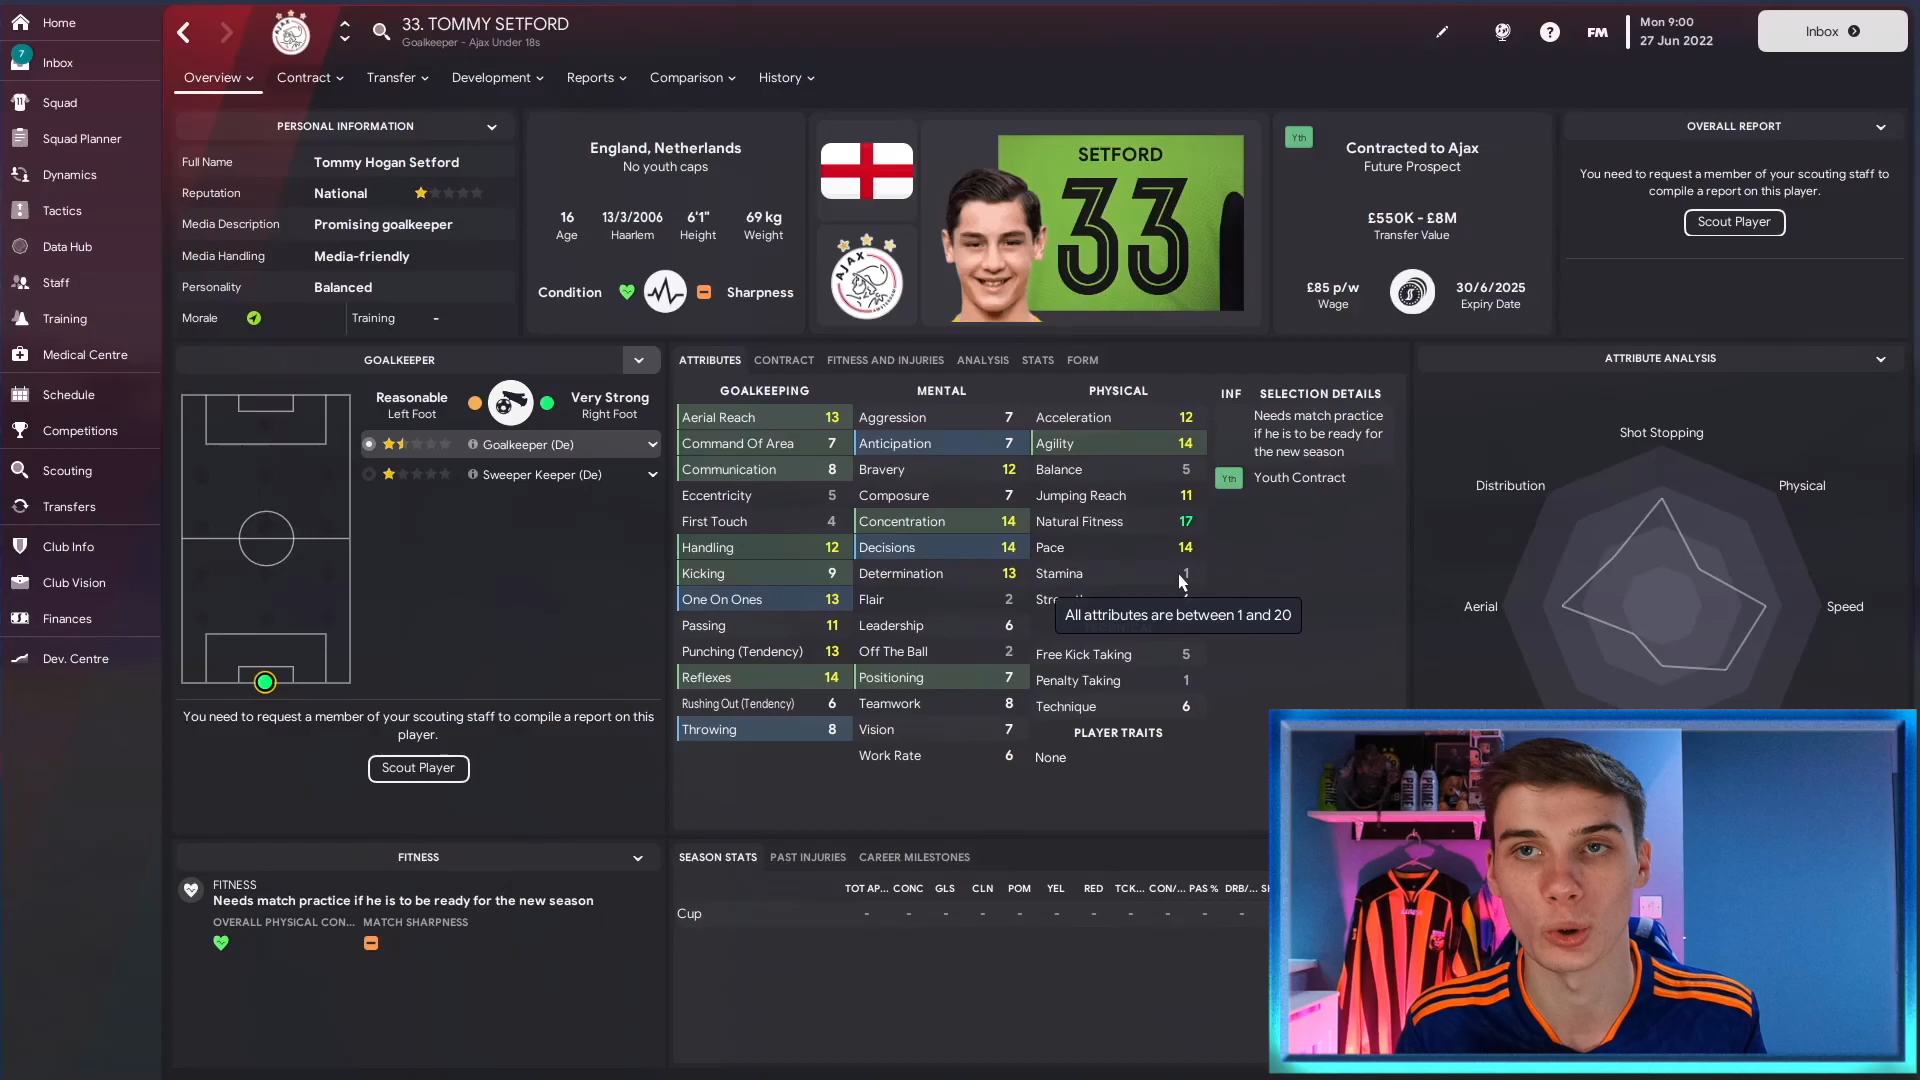 Home
7
Inbox
Squad
Squad Planner
Dynamics
Tactics
Data Hub
Staff
Training
Medical Centre
Schedule
Competitions
Scouting
Transfers
Club Info
Club Vision
Finances
Dev. Centre
33. TOMMY SETFORD
Goalkeeper - Ajax Under 18s
FM
Mon 9:00
27 Jun 2022
Inbox
Overview
Contract
Transfer
Development
Reports
Comparison
History
PERSONAL INFORMATION
Full Name Tommy Hogan Setford
Reputation National
Media Description Promising goalkeeper
Media Handling Media-friendly
Personality Balanced
Morale
Training -
England, Netherlands
No youth caps
16 13/3/2006 6'1" 69 kg
Age Haarlem Height Weight
Condition Sharpness
AJAX
SETFORD
33
Yth
Contracted to Ajax
Future Prospect
£550K - £8M
Transfer Value
£85 p/w
Wage
30/6/2025
Expiry Date
OVERALL REPORT
You need to request a member of your scouting staff to
compile a report on this player.
Scout Player
GOALKEEPER
Reasonable
Left Foot
Very Strong
Right Foot
Goalkeeper (De)
Sweeper Keeper (De)
You need to request a member of your scouting staff to compile a report on this
player.
Scout Player
ATTRIBUTES CONTRACT FITNESS AND INJURIES ANALYSIS STATS FORM
GOALKEEPING
Aerial Reach 13
Command Of Area 7
Communication 8
Eccentricity 5
First Touch 4
Handling 12
Kicking 9
One On Ones 13
Passing 11
Punching (Tendency) 13
Reflexes 14
Rushing Out (Tendency) 6
Throwing 8
MENTAL
Aggression 7
Anticipation 7
Bravery 12
Composure 7
Concentration 14
Decisions 14
Determination 13
Flair 2
Leadership 6
Off The Ball 2
Positioning 7
Teamwork 8
Vision 7
Work Rate 6
PHYSICAL
Acceleration 12
Agility 14
Balance 5
Jumping Reach 11
Natural Fitness 17
Pace 14
Stamina 1
All attributes are between 1 and 20
Free Kick Taking 5
Penalty Taking 1
Technique 6
PLAYER TRAITS
None
INF SELECTION DETAILS
Needs match practice
if he is to be ready for
the new season
Yth Youth Contract
ATTRIBUTE ANALYSIS
Shot Stopping
Distribution
Physical
Aerial
Speed
FITNESS
FITNESS
Needs match practice if he is to be ready for the new season
OVERALL PHYSICAL CON... MATCH SHARPNESS
SEASON STATS PAST INJURIES CAREER MILESTONES
TOT AP... CONC GLS CLN POM YEL RED TCK... CON/... PAS % DRB/...
Cup - - - - - - - - - - -
PRIME
PRIME